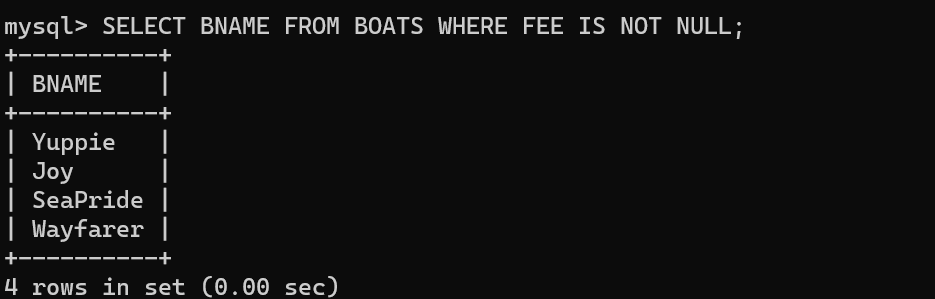 mysql> SELECT BNAME FROM BOATS WHERE FEE IS NOT NULL;
+----------+
| BNAME    |
+----------+
| Yuppie   |
| Joy      |
| SeaPride |
| Wayfarer |
+----------+
4 rows in set (0.00 sec)